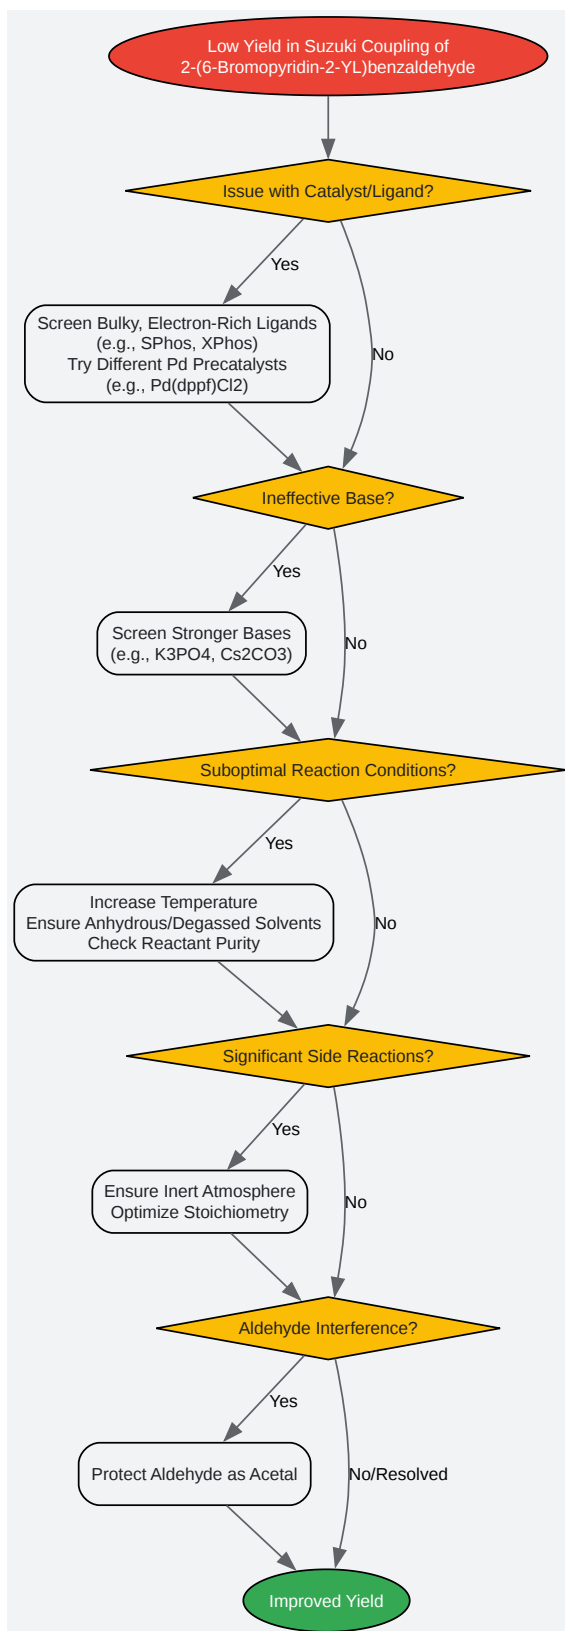 Low Yield in Suzuki Coupling of
2-(6-Bromopyridin-2-YL)benzaldehyde
Issue with Catalyst/Ligand?
Yes
Screen Bulky, Electron-Rich Ligands
(e.g., SPhos, XPhos)
Try Different Pd Precatalysts
(e.g., Pd(dppf)Cl2)
No
Ineffective Base?
Yes
Screen Stronger Bases
(e.g., K3PO4, Cs2CO3)
No
Suboptimal Reaction Conditions?
Yes
Increase Temperature
Ensure Anhydrous/Degassed Solvents
Check Reactant Purity
No
Significant Side Reactions?
Yes
Ensure Inert Atmosphere
Optimize Stoichiometry
No
Aldehyde Interference?
Yes
Protect Aldehyde as Acetal
No/Resolved
Improved Yield